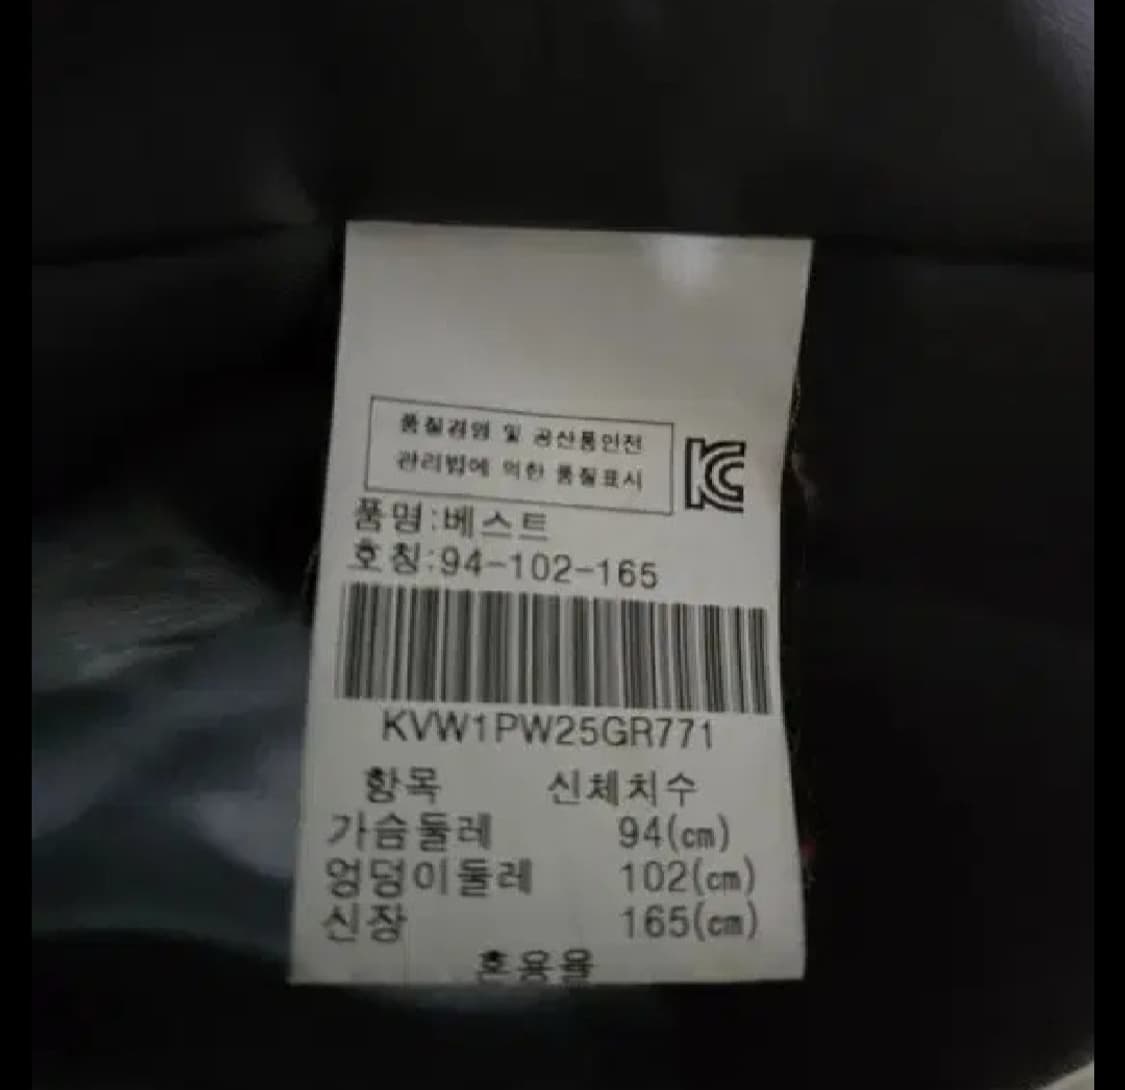 품질경영 및 공산품안전
관리법에 의한 품질표시
KC
품명:베스트
호칭:94-102-165
KVW1PW25GR771
항목 신체치수
가슴둘레 94(cm)
엉덩이둘레 102(cm)
신장 165(cm)
혼용율